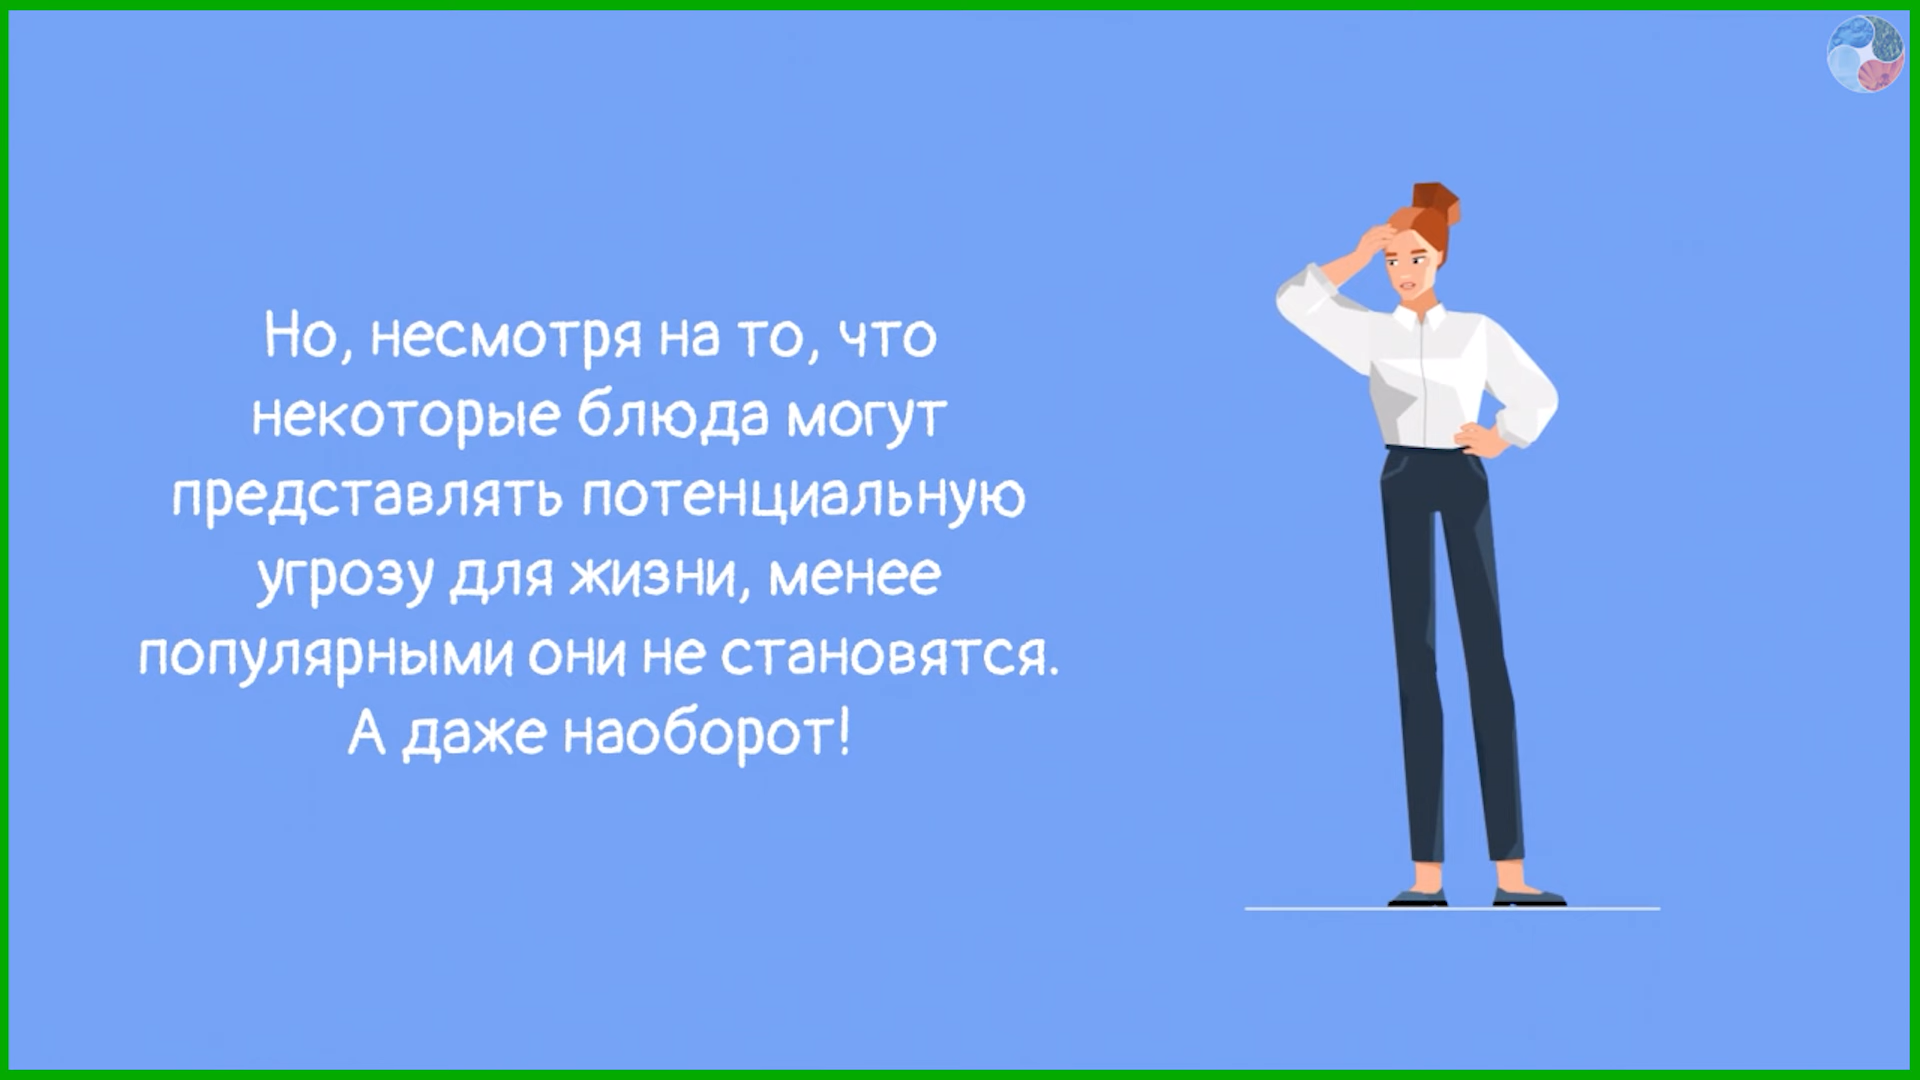 Но, несмотря на то, что
некоторые блюда могут
представлять потенциальную
угрозу для жизни, менее
популярными они не становятся.
А даже наоборот!